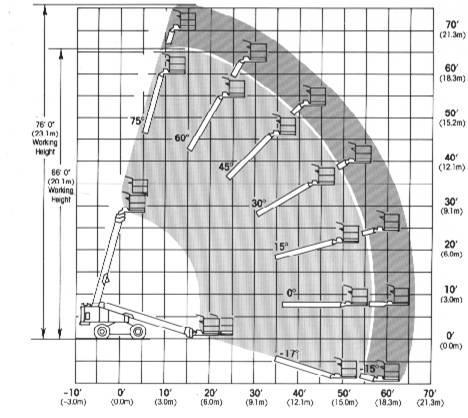 70'
(21.3m)
60'
(18.3m)
50'
(15.2m)
40'
(12.1m)
30'
(9.1m)
20'
(6.0m)
10'
(3.0m)
0'
(0.0m)
76' 0"
(23.1m)
Working
Height
66' 0"
(20.1m)
Working
Height
75°
60°
45°
30°
15°
0°
-17°
-15°
-10' 0' 10' 20' 30' 40' 50' 60' 70'
(-3.0m) (0.0m) (3.0m) (6.0m) (9.1m) (12.1m) (15.0m) (18.3m) (21.3m)